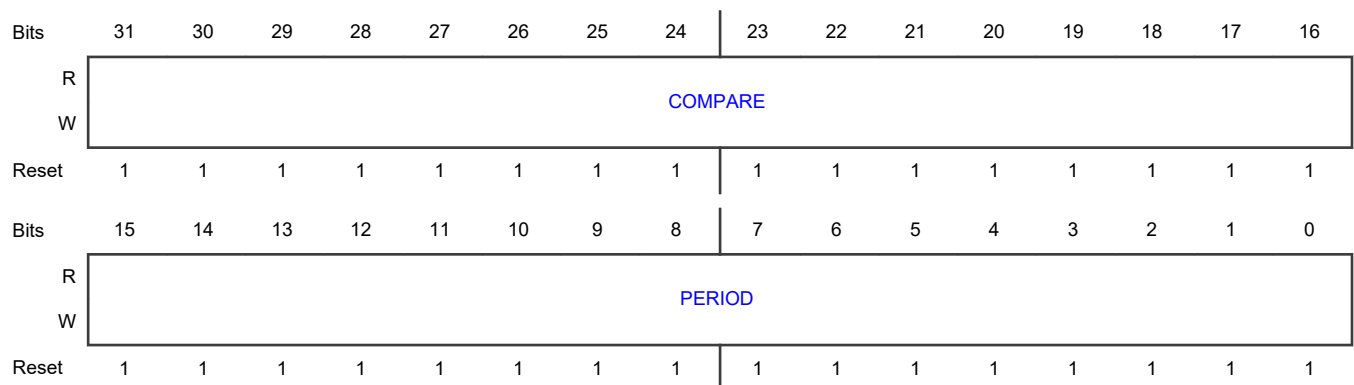 Bits 31 30 29 28 27 26 25 24 23 22 21 20 19 18 17 16
R
COMPARE
W
Reset 1 1 1 1 1 1 1 1 1 1 1 1 1 1 1 1
Bits 15 14 13 12 11 10 9 8 7 6 5 4 3 2 1 0
R
PERIOD
W
Reset 1 1 1 1 1 1 1 1 1 1 1 1 1 1 1 1